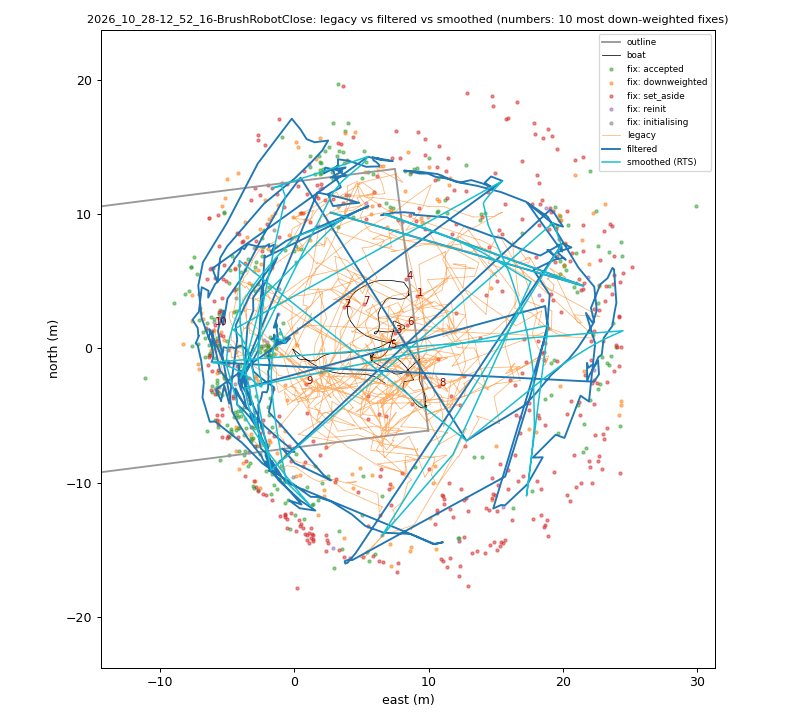 2026_10_28-12_52_16-BrushRobotClose: legacy vs filtered vs smoothed (numbers: 10 most down-weighted fixes)
outline
boat
fix: accepted
fix: downweighted
fix: set_aside
fix: reinit
fix: initialising
legacy
filtered
smoothed (RTS)
20
10
0
−10
−20
north (m)
4
1
2
7
10
6
3
5
9
8
−10
0
10
20
30
east (m)